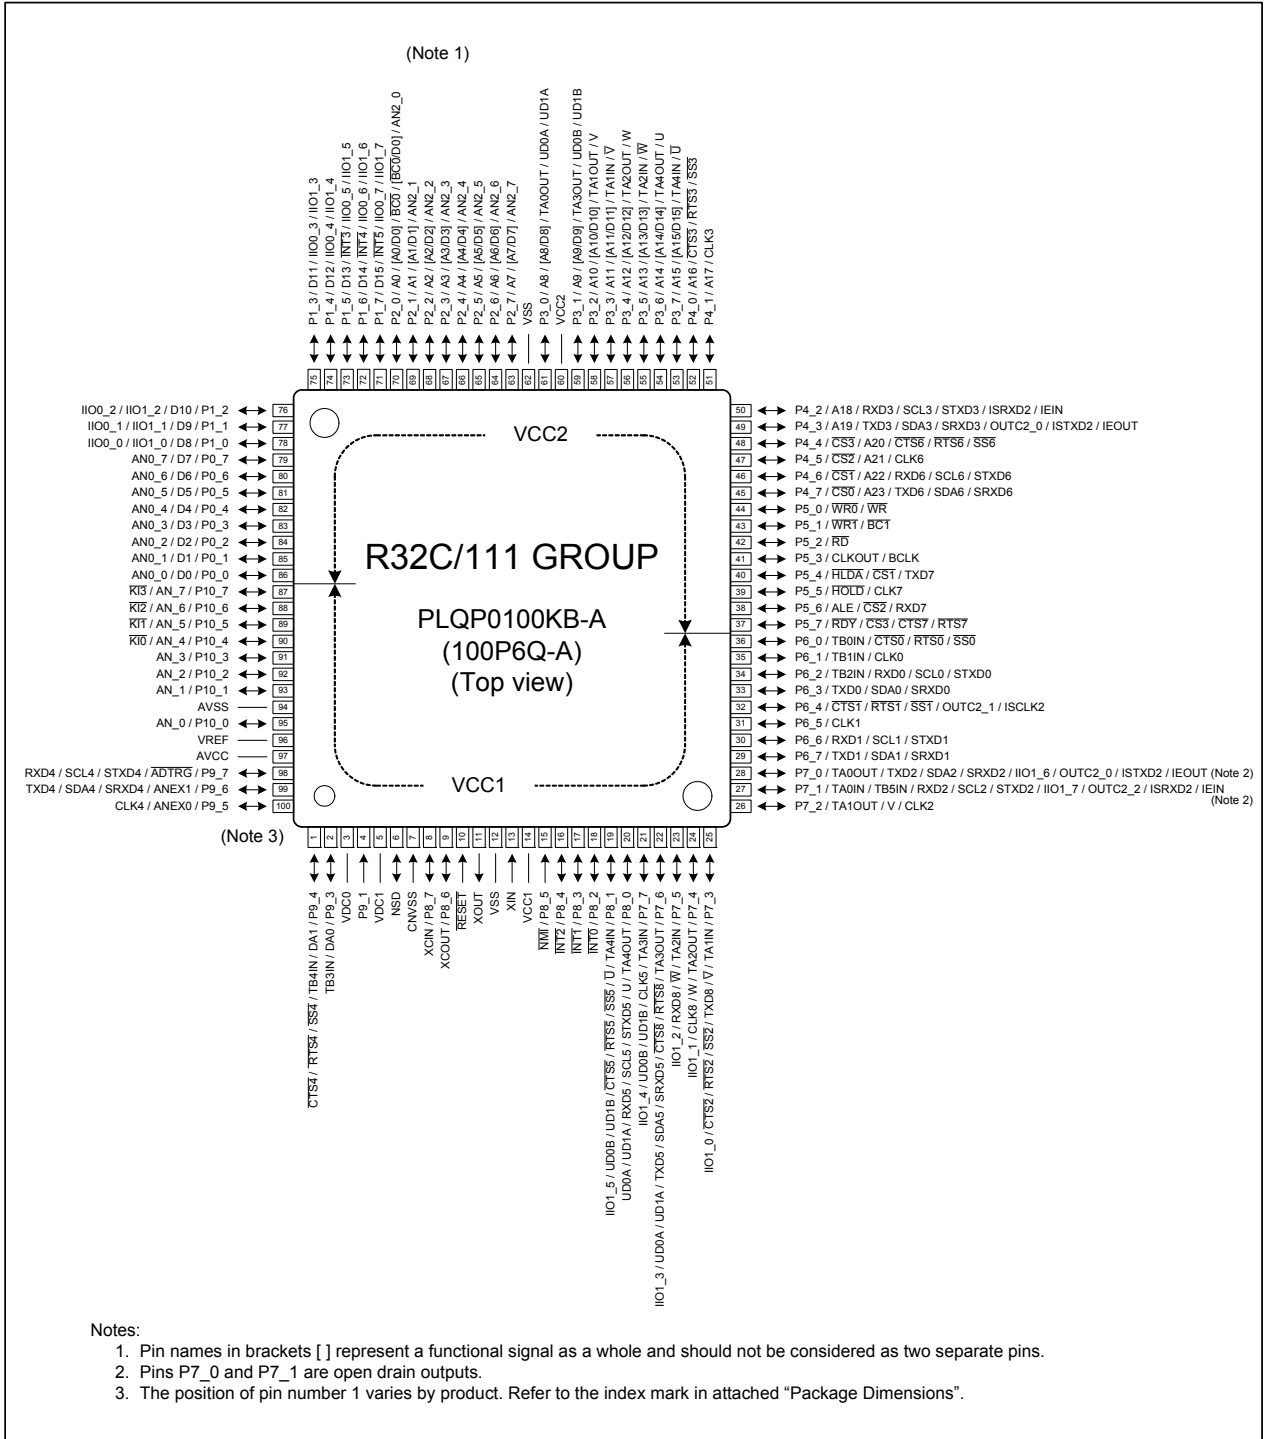 (Note 1)
P1_3 / D11 / IIO0_3 / IIO1_3
P1_4 / D12 / IIO0_4 / IIO1_4
P1_5 / D13 / INT3 / IIO0_5 / IIO1_5
P1_6 / D14 / INT4 / IIO0_6 / IIO1_6
P1_7 / D15 / INT5 / IIO0_7 / IIO1_7
P2_0 / A0 / [A0/D0] / BC0 / [BC0/D0] / AN2_0
P2_1 / A1 / [A1/D1] / AN2_1
P2_2 / A2 / [A2/D2] / AN2_2
P2_3 / A3 / [A3/D3] / AN2_3
P2_4 / A4 / [A4/D4] / AN2_4
P2_5 / A5 / [A5/D5] / AN2_5
P2_6 / A6 / [A6/D6] / AN2_6
P2_7 / A7 / [A7/D7] / AN2_7
VSS
P3_0 / A8 / [A8/D8] / TA0OUT / UD0A / UD1A
VCC2
P3_1 / A9 / [A9/D9] / TA3OUT / UD0B / UD1B
P3_2 / A10 / [A10/D10] / TA1OUT / V
P3_3 / A11 / [A11/D11] / TA1IN / V
P3_4 / A12 / [A12/D12] / TA2OUT / W
P3_5 / A13 / [A13/D13] / TA2IN / W
P3_6 / A14 / [A14/D14] / TA4OUT / U
P3_7 / A15 / [A15/D15] / TA4IN / U
P4_0 / A16 / CTS3 / RTS3 / SS3
P4_1 / A17 / CLK3
75 74 73 72 71 70 69 68 67 66 65 64 63 62 61 60 59 58 57 56 55 54 53 52 51
IIO0_2 / IIO1_2 / D10 / P1_2 76
IIO0_1 / IIO1_1 / D9 / P1_1 77
IIO0_0 / IIO1_0 / D8 / P1_0 78
AN0_7 / D7 / P0_7 79
AN0_6 / D6 / P0_6 80
AN0_5 / D5 / P0_5 81
AN0_4 / D4 / P0_4 82
AN0_3 / D3 / P0_3 83
AN0_2 / D2 / P0_2 84
AN0_1 / D1 / P0_1 85
AN0_0 / D0 / P0_0 86
KI3 / AN_7 / P10_7 87
KI2 / AN_6 / P10_6 88
KI1 / AN_5 / P10_5 89
KI0 / AN_4 / P10_4 90
AN_3 / P10_3 91
AN_2 / P10_2 92
AN_1 / P10_1 93
AVSS 94
AN_0 / P10_0 95
VREF 96
AVCC 97
RXD4 / SCL4 / STXD4 / ADTRG / P9_7 98
TXD4 / SDA4 / SRXD4 / ANEX1 / P9_6 99
CLK4 / ANEX0 / P9_5 100
VCC2
R32C/111 GROUP
PLQP0100KB-A
(100P6Q-A)
(Top view)
VCC1
50 P4_2 / A18 / RXD3 / SCL3 / STXD3 / ISRXD2 / IEIN
49 P4_3 / A19 / TXD3 / SDA3 / SRXD3 / OUTC2_0 / ISTXD2 / IEOUT
48 P4_4 / CS3 / A20 / CTS6 / RTS6 / SS6
47 P4_5 / CS2 / A21 / CLK6
46 P4_6 / CS1 / A22 / RXD6 / SCL6 / STXD6
45 P4_7 / CS0 / A23 / TXD6 / SDA6 / SRXD6
44 P5_0 / WR0 / WR
43 P5_1 / WR1 / BC1
42 P5_2 / RD
41 P5_3 / CLKOUT / BCLK
40 P5_4 / HLDA / CS1 / TXD7
39 P5_5 / HOLD / CLK7
38 P5_6 / ALE / CS2 / RXD7
37 P5_7 / RDY / CS3 / CTS7 / RTS7
36 P6_0 / TB0IN / CTS0 / RTS0 / SS0
35 P6_1 / TB1IN / CLK0
34 P6_2 / TB2IN / RXD0 / SCL0 / STXD0
33 P6_3 / TXD0 / SDA0 / SRXD0
32 P6_4 / CTS1 / RTS1 / SS1 / OUTC2_1 / ISCLK2
31 P6_5 / CLK1
30 P6_6 / RXD1 / SCL1 / STXD1
29 P6_7 / TXD1 / SDA1 / SRXD1
28 P7_0 / TA0OUT / TXD2 / SDA2 / SRXD2 / IIO1_6 / OUTC2_0 / ISTXD2 / IEOUT (Note 2)
27 P7_1 / TA0IN / TB5IN / RXD2 / SCL2 / STXD2 / IIO1_7 / OUTC2_2 / ISRXD2 / IEIN
(Note 2)
26 P7_2 / TA1OUT / V / CLK2
(Note 3)
1 2 3 4 5 6 7 8 9 10 11 12 13 14 15 16 17 18 19 20 21 22 23 24 25
CTS4 / RTS4 / SS4 / TB4IN / DA1 / P9_4
TB3IN / DA0 / P9_3
VDC0
P9_1
VDC1
NSD
CNVSS
XCIN / P8_7
XCOUT / P8_6
RESET
XOUT
VSS
XIN
VCC1
NMI / P8_5
INT2 / P8_4
INT1 / P8_3
INT0 / P8_2
IIO1_5 / UD0B / UD1B / CTS5 / RTS5 / SS5 / U / TA4IN / P8_1
UD0A / UD1A / RXD5 / SCL5 / STXD5 / U / TA4OUT / P8_0
IIO1_4 / UD0B / UD1B / CLK5 / TA3IN / P7_7
IIO1_3 / UD0A / UD1A / TXD5 / SDA5 / SRXD5 / CTS8 / RTS8 / TA3OUT / P7_6
IIO1_2 / RXD8 / W / TA2IN / P7_5
IIO1_1 / CLK8 / W / TA2OUT / P7_4
IIO1_0 / CTS2 / RTS2 / SS2 / TXD8 / V / TA1IN / P7_3
Notes:
1. Pin names in brackets [ ] represent a functional signal as a whole and should not be considered as two separate pins.
2. Pins P7_0 and P7_1 are open drain outputs.
3. The position of pin number 1 varies by product. Refer to the index mark in attached “Package Dimensions”.